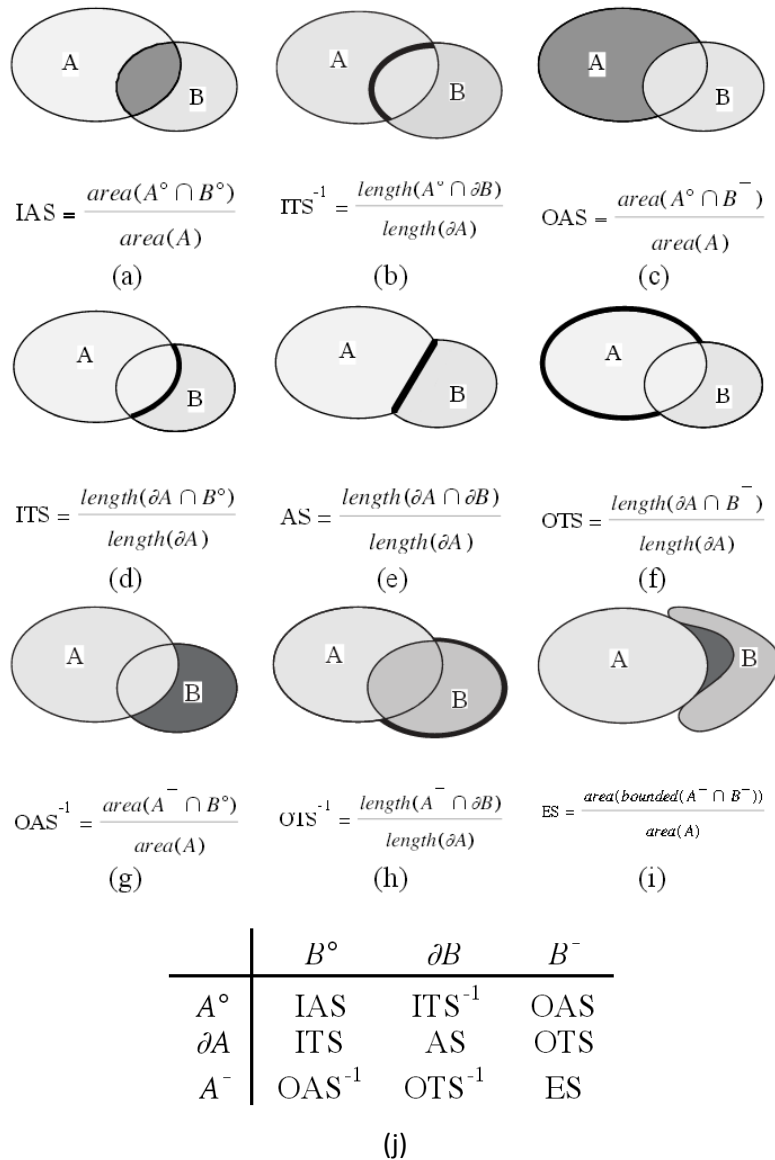 A B A B A B
IAS = area(A° ∩ B°) / area(A) ITS⁻¹ = length(A° ∩ ∂B) / length(∂A) OAS = area(A° ∩ B⁻) / area(A)
(a) (b) (c)
A B A B A B
ITS = length(∂A ∩ B°) / length(∂A) AS = length(∂A ∩ ∂B) / length(∂A) OTS = length(∂A ∩ B⁻) / length(∂A)
(d) (e) (f)
A B A B A B
OAS⁻¹ = area(A⁻ ∩ B°) / area(A) OTS⁻¹ = length(A⁻ ∩ ∂B) / length(∂A) ES = area(bounded(A⁻ ∩ B⁻)) / area(A)
(g) (h) (i)
B° ∂B B⁻
A° IAS ITS⁻¹ OAS
∂A ITS AS OTS
A⁻ OAS⁻¹ OTS⁻¹ ES
(j)